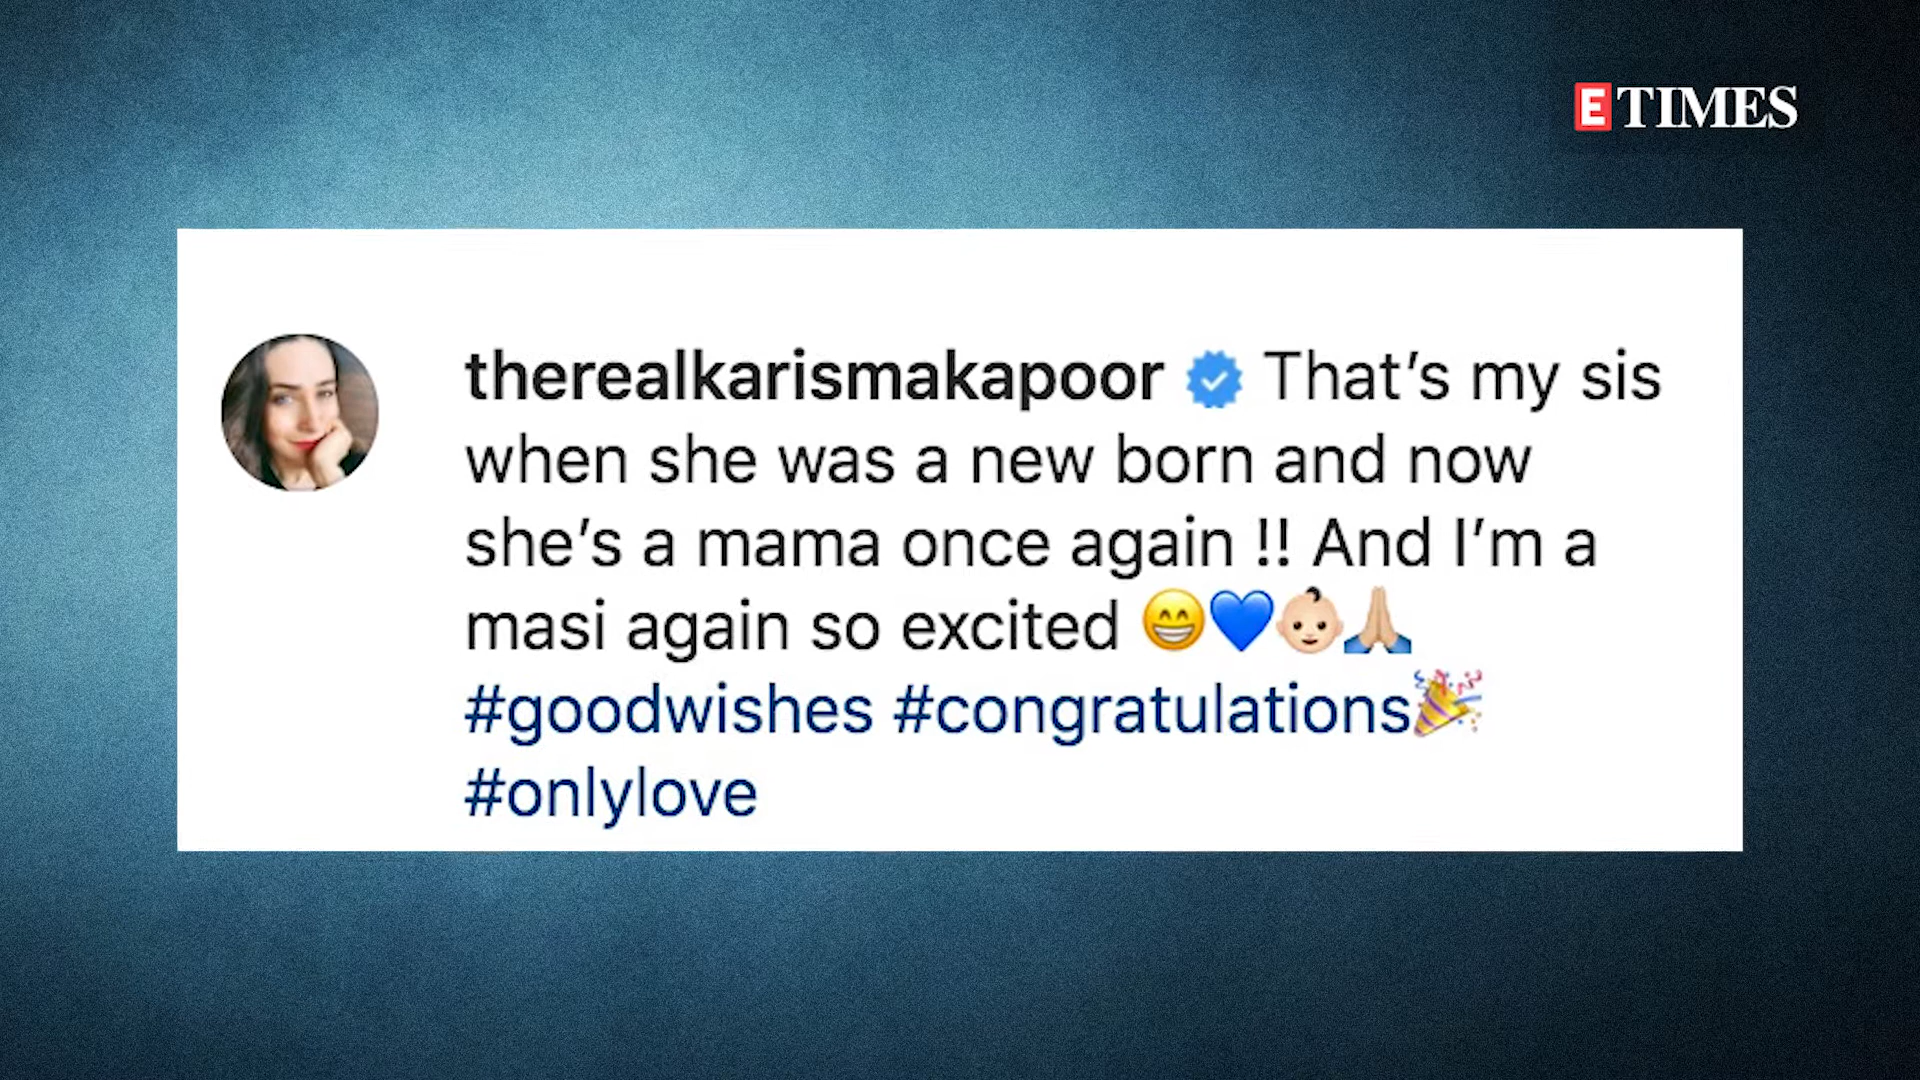 ETIMES
therealkarismakapoor That’s my sis
when she was a new born and now
she’s a mama once again !! And I’m a
masi again so excited 😁💙👶🏻🙏🏼
#goodwishes #congratulations🎉
#onlylove